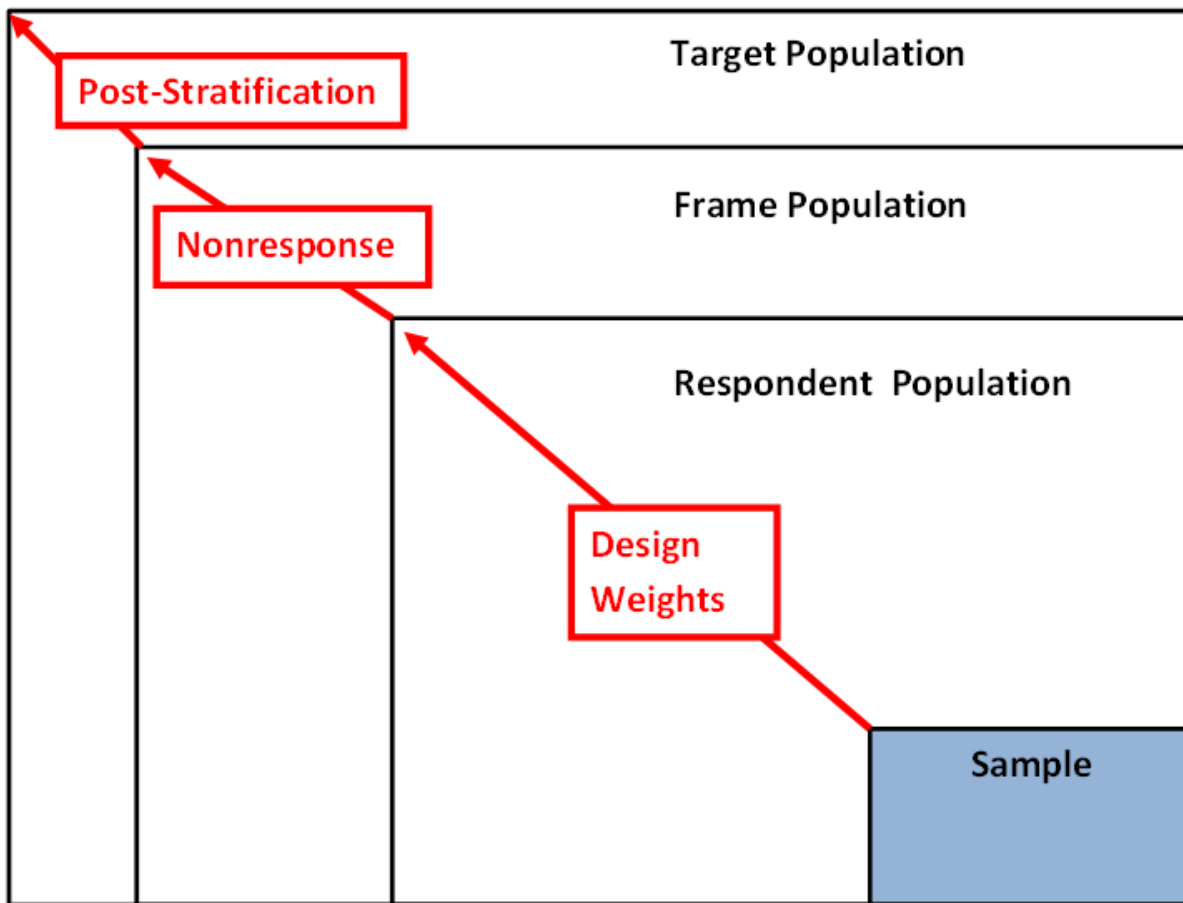 Target Population
Post-Stratification
Frame Population
Nonresponse
Respondent Population
Design
Weights
Sample